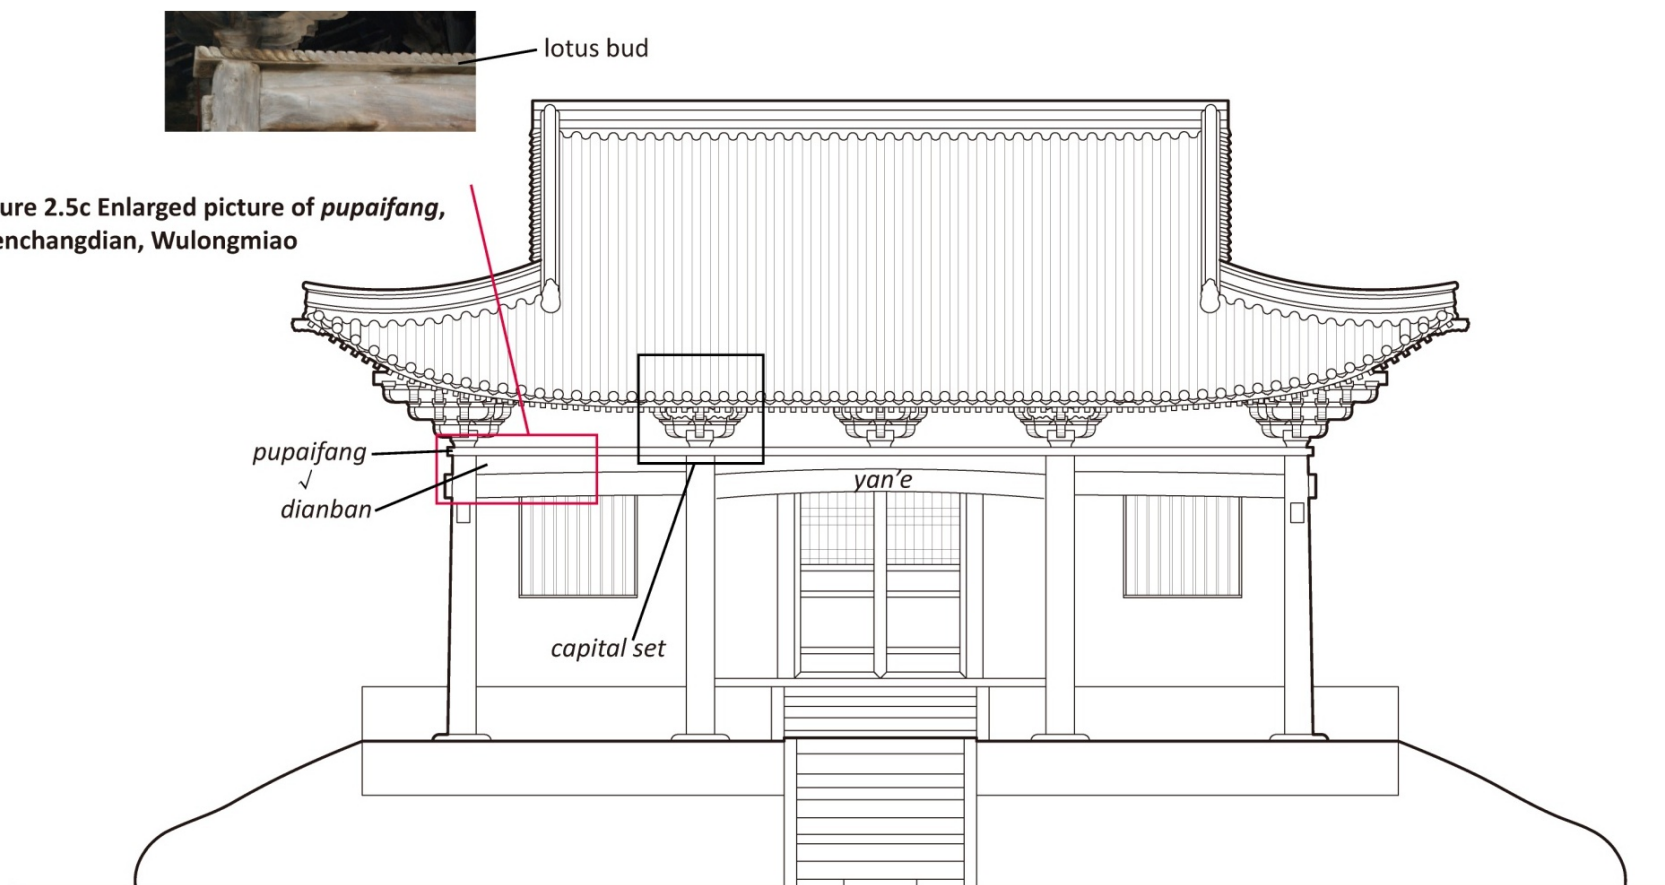 lotus bud
ure 2.5c Enlarged picture of pupaifang,
enchangdian, Wulongmiao
pupaifang
√
dianban
yan’e
capital set